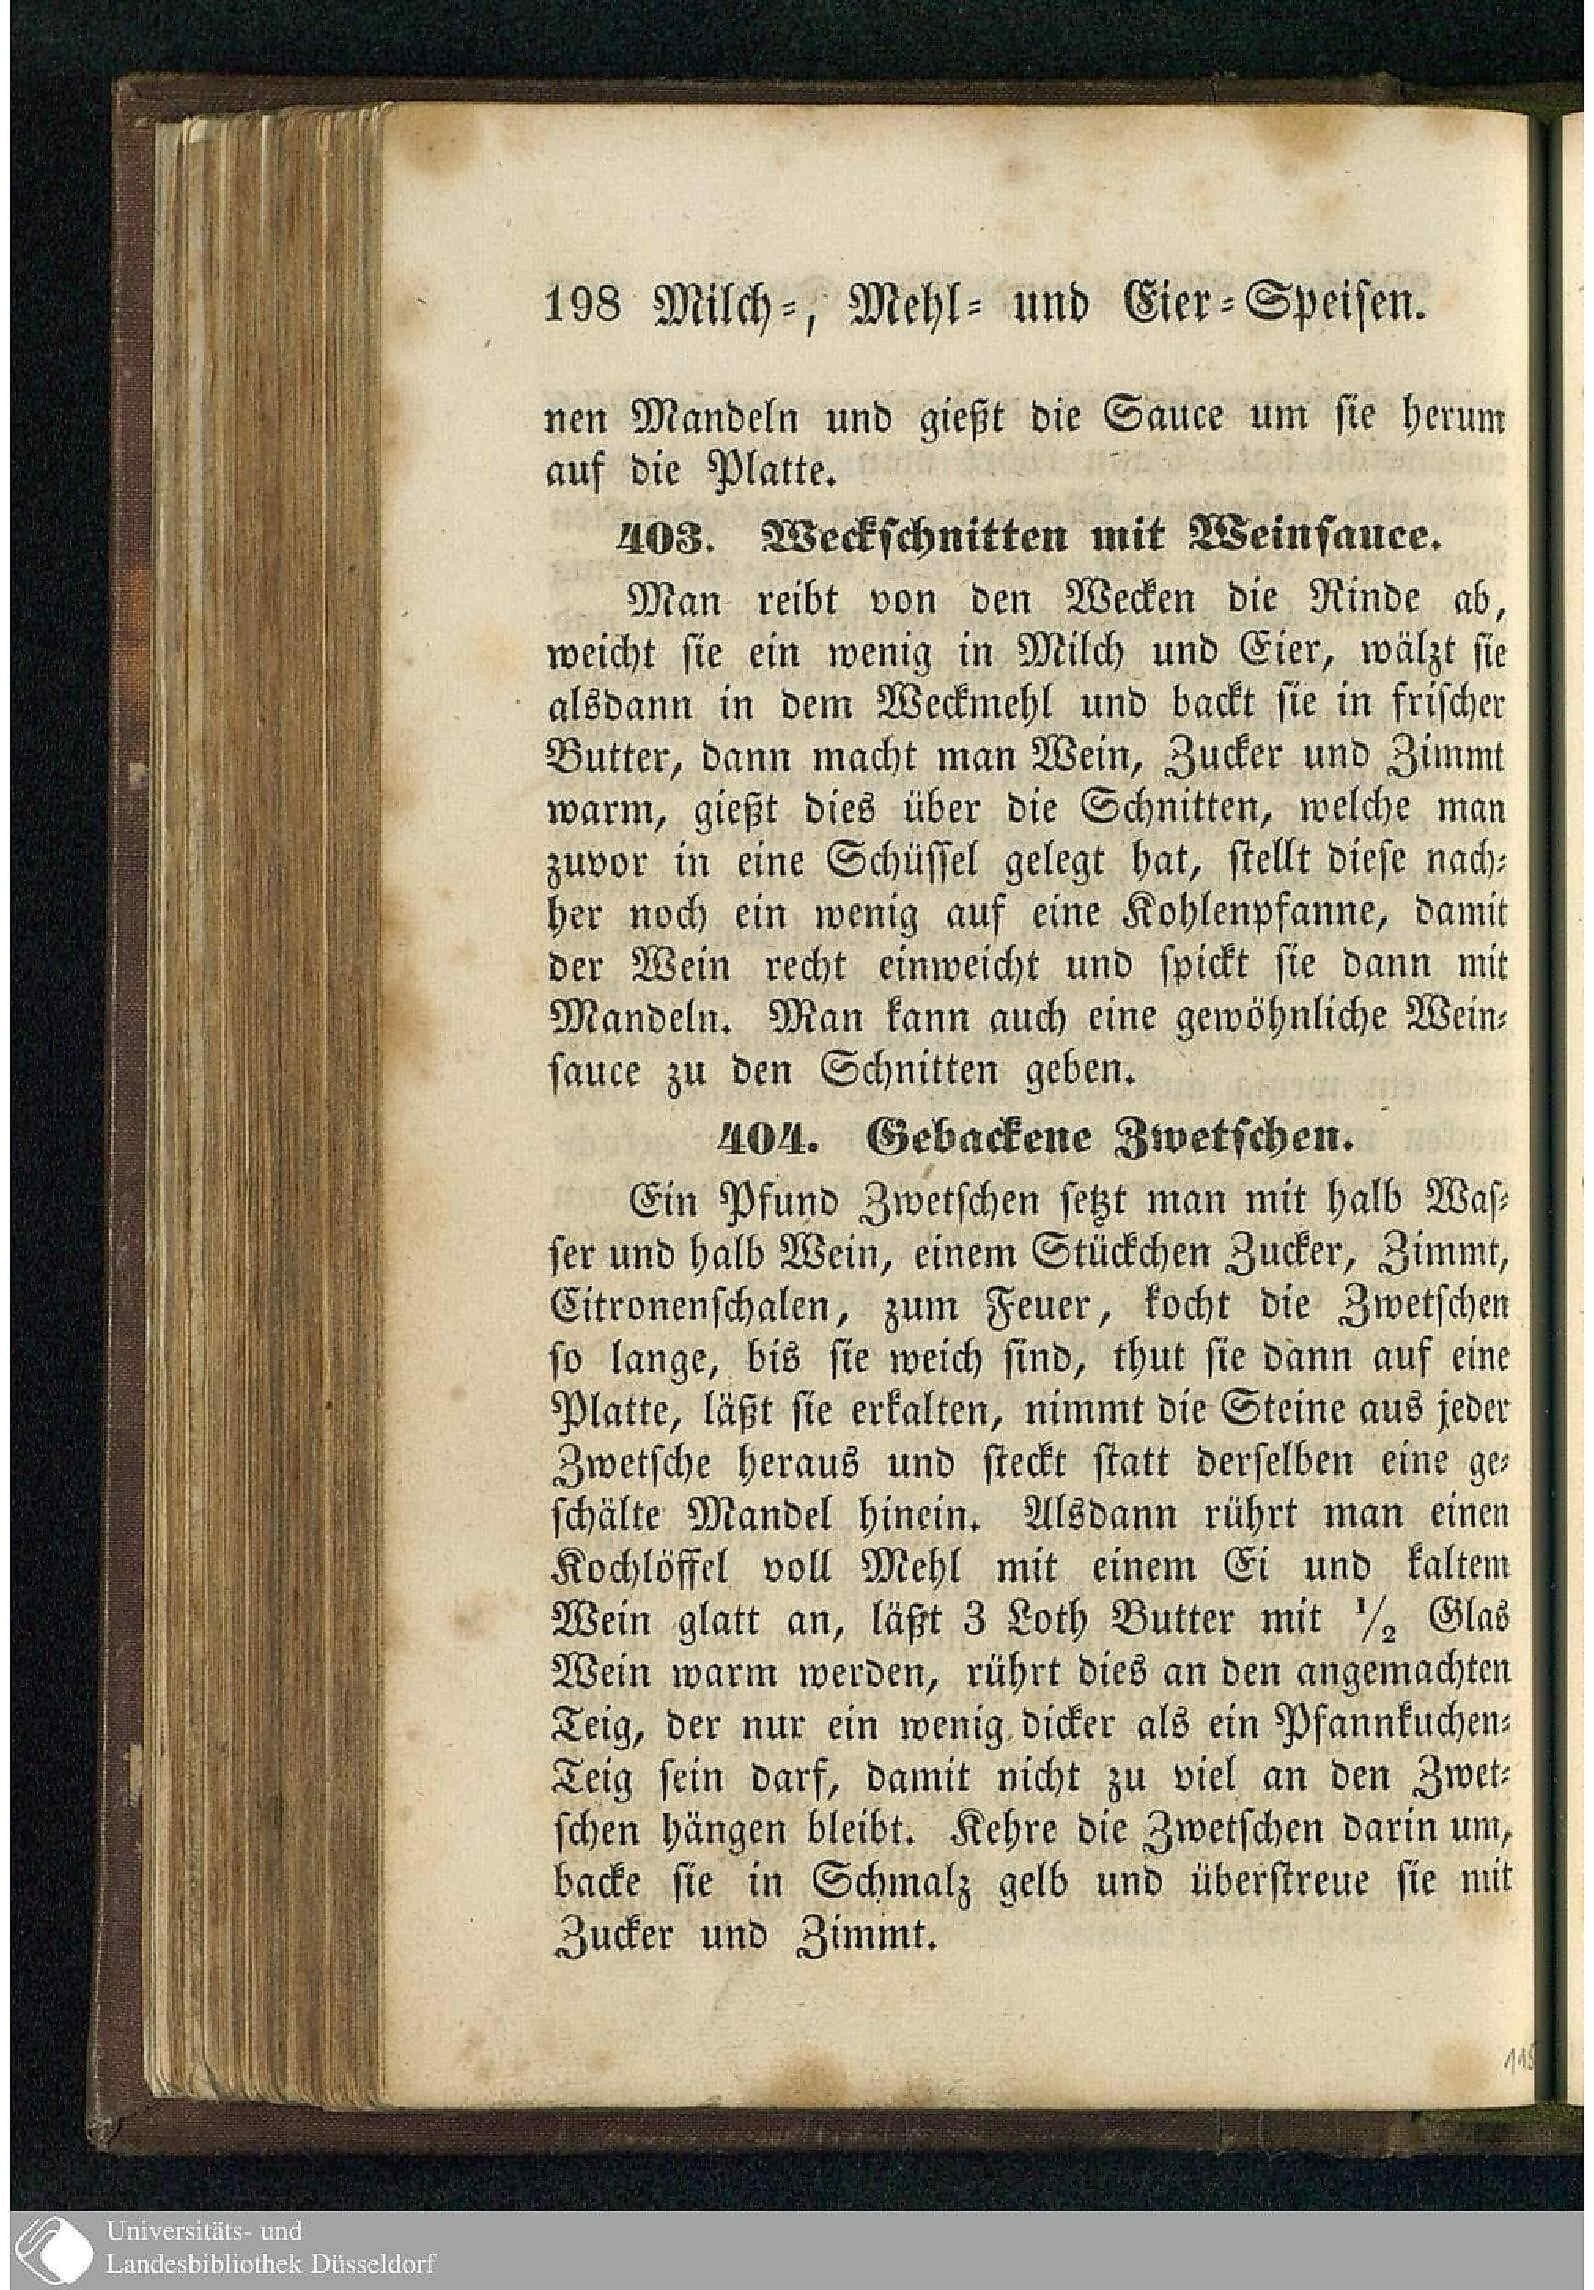 198 Milch-, Mehl- und Eier-Speisen.
nen Mandeln und gießt die Sauce um sie herum
auf die Platte.
403. Weckschnitten mit Weinsauce.
Man reibt von den Wecken die Rinde ab,
weicht sie ein wenig in Milch und Eier, wälzt sie
alsdann in dem Weckmehl und backt sie in frischer
Butter, dann macht man Wein, Zucker und Zimmt
warm, gießt dies über die Schnitten, welche man
zuvor in eine Schüssel gelegt hat, stellt diese nach-
her noch ein wenig auf eine Kohlenpfanne, damit
der Wein recht einweicht und spickt sie dann mit
Mandeln. Man kann auch eine gewöhnliche Wein-
sauce zu den Schnitten geben.
404. Gebackene Zwetschen.
Ein Pfund Zwetschen setzt man mit halb Was-
ser und halb Wein, einem Stückchen Zucker, Zimmt,
Citronenschalen, zum Feuer, kocht die Zwetschen
so lange, bis sie weich sind, thut sie dann auf eine
Platte, läßt sie erkalten, nimmt die Steine aus jeder
Zwetsche heraus und steckt statt derselben eine ge-
schälte Mandel hinein. Alsdann rührt man einen
Kochlöffel voll Mehl mit einem Ei und kaltem
Wein glatt an, läßt 3 Loth Butter mit 1/2 Glas
Wein warm werden, rührt dies an den angemachten
Teig, der nur ein wenig dicker als ein Pfannkuchen-
Teig sein darf, damit nicht zu viel an den Zwet-
schen hängen bleibt. Kehre die Zwetschen darin um,
backe sie in Schmalz gelb und überstreue sie mit
Zucker und Zimmt.
Universitäts- und
Landesbibliothek Düsseldorf